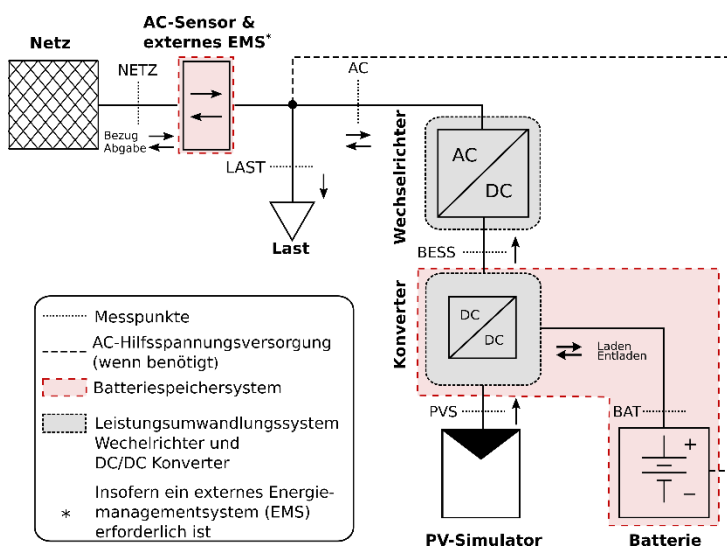 AC-Sensor &
externes EMS*
Netz
NETZ
AC
Bezug
Abgabe
LAST
Last
Wechselrichter
AC
DC
BESS
Konverter
DC
DC
Laden
Entladen
PVS
BAT
+
−
PV-Simulator
Batterie
Messpunkte
AC-Hilfsspannungsversorgung
(wenn benötigt)
Batteriespeichersystem
Leistungsumwandlungssystem
Wechelrichter und
DC/DC Konverter
* Insofern ein externes Energie-
managementsystem (EMS)
erforderlich ist